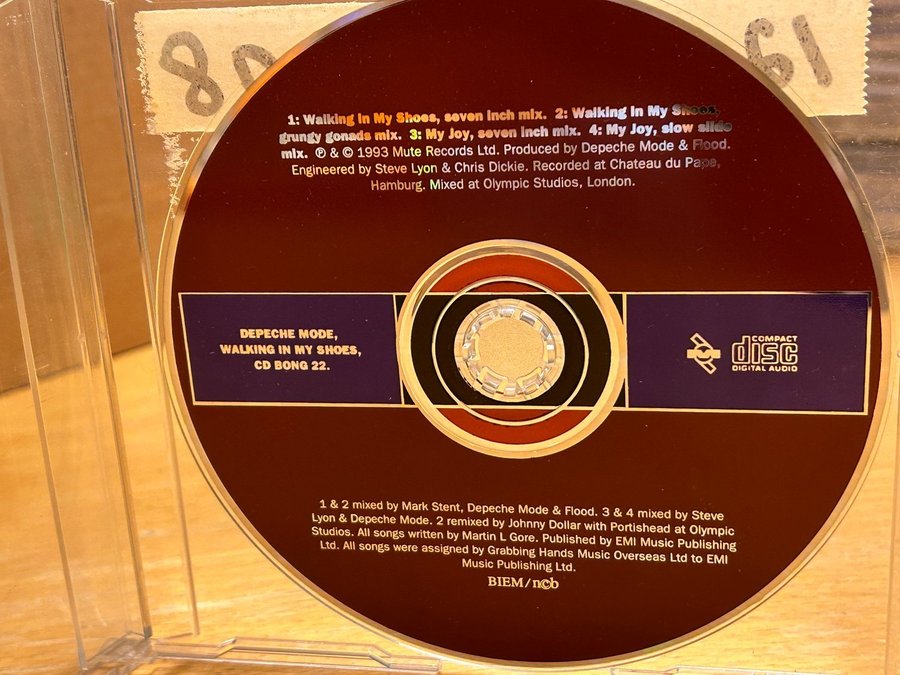 1: Walking In My Shoes, seven inch mix. 2: Walking In My Shoes,
grungy gonads mix. 3: My Joy, seven inch mix. 4: My Joy, slow slide
mix. ℗ & © 1993 Mute Records Ltd. Produced by Depeche Mode & Flood.
Engineered by Steve Lyon & Chris Dickie. Recorded at Chateau du Pape,
Hamburg. Mixed at Olympic Studios, London.
DEPECHE MODE,
WALKING IN MY SHOES,
CD BONG 22.
COMPACT
disc
DIGITAL AUDIO
1 & 2 mixed by Mark Stent, Depeche Mode & Flood. 3 & 4 mixed by Steve
Lyon & Depeche Mode. 2 remixed by Johnny Dollar with Portishead at Olympic
Studios. All songs written by Martin L Gore. Published by EMI Music Publishing
Ltd. All songs were assigned by Grabbing Hands Music Overseas Ltd to EMI
Music Publishing Ltd.
BIEM/ncb